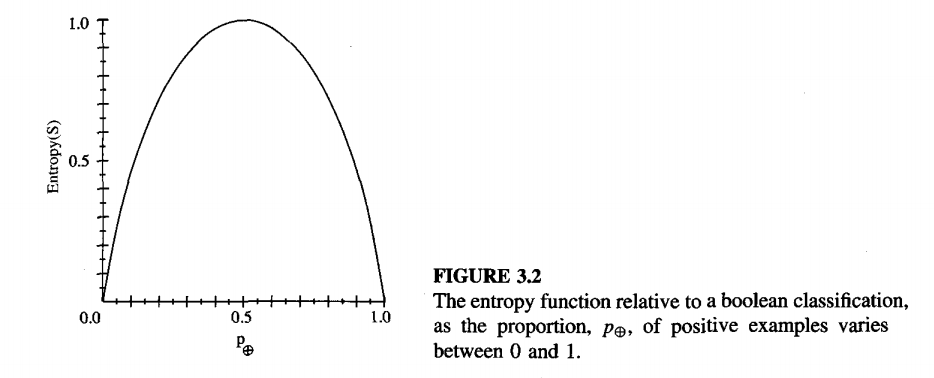 1.0
Entropy(S)
0.5
0.0
0.5
1.0
p⊕
FIGURE 3.2
The entropy function relative to a boolean classification,
as the proportion, p⊕, of positive examples varies
between 0 and 1.